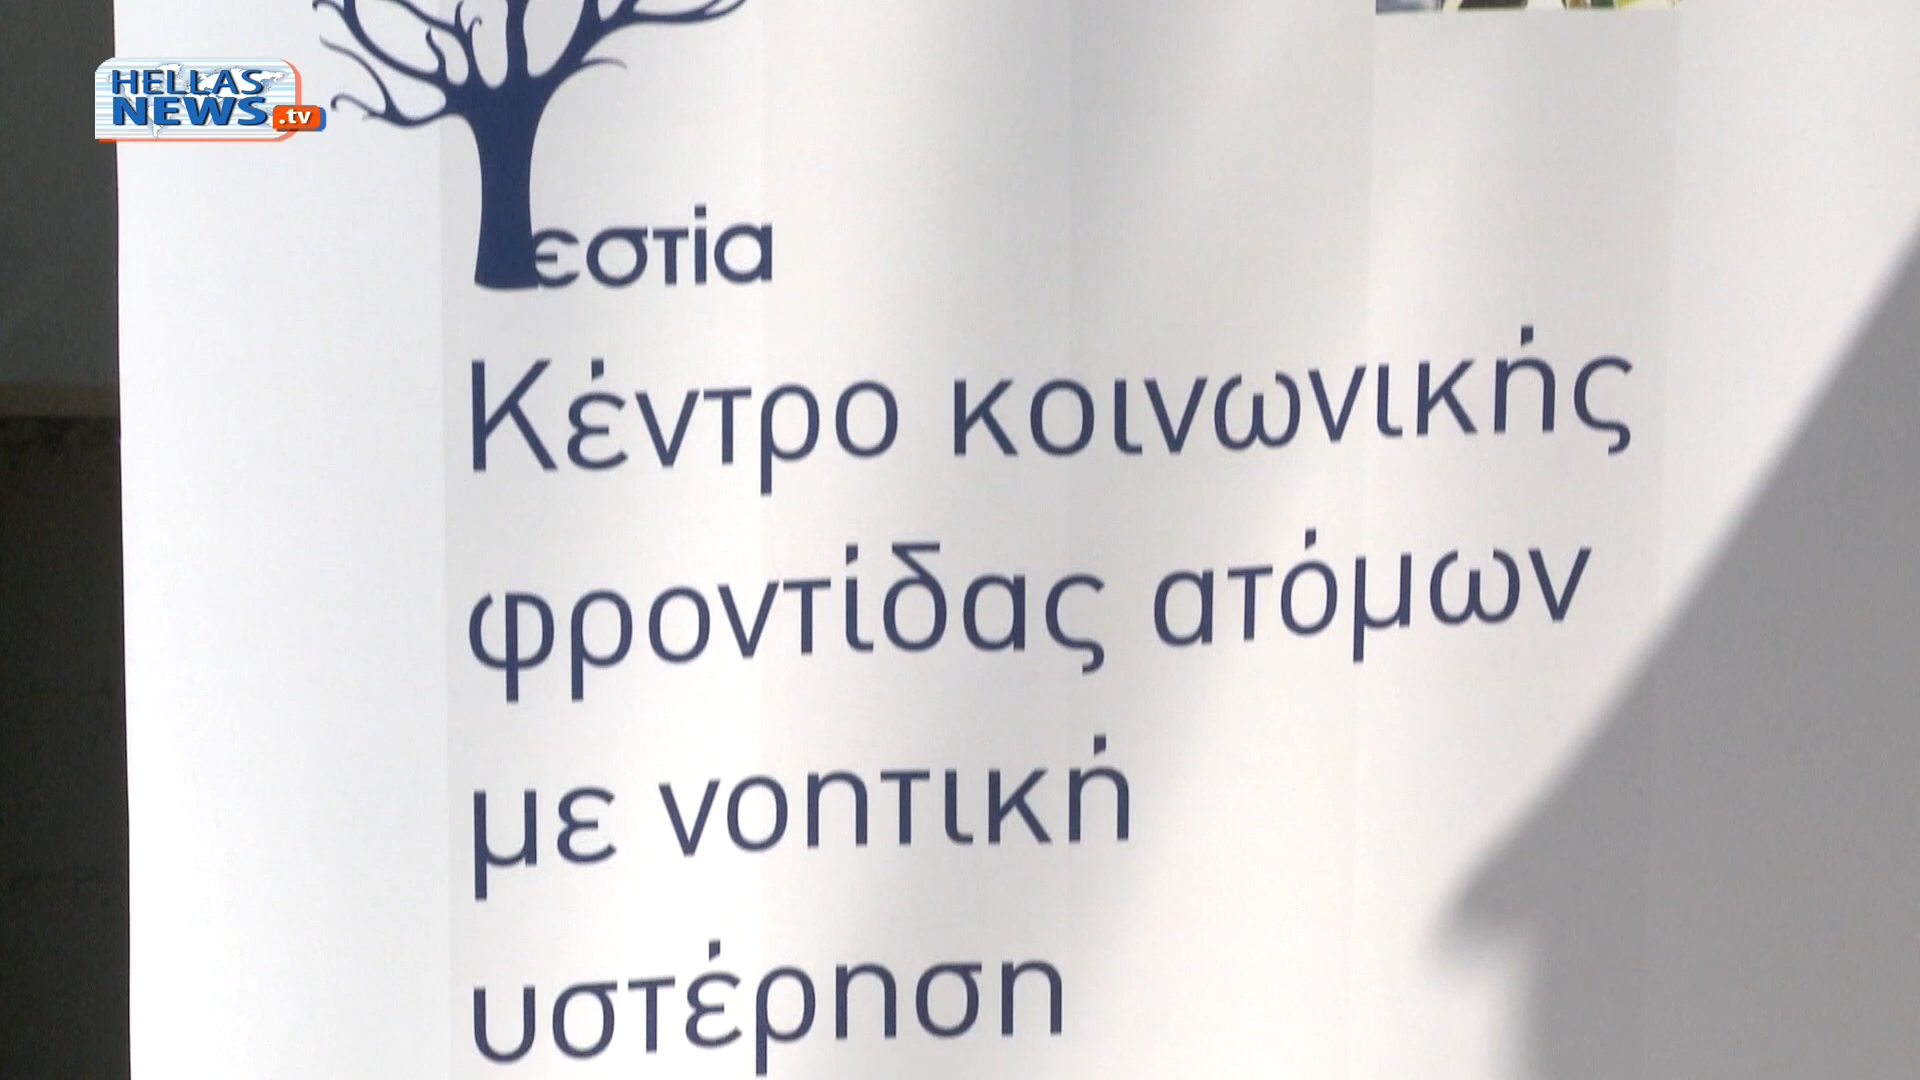 HELLAS
NEWS.tv
εστία
Κέντρο κοινωνικής
φροντίδας ατόμων
με νοητική
υστέρηση